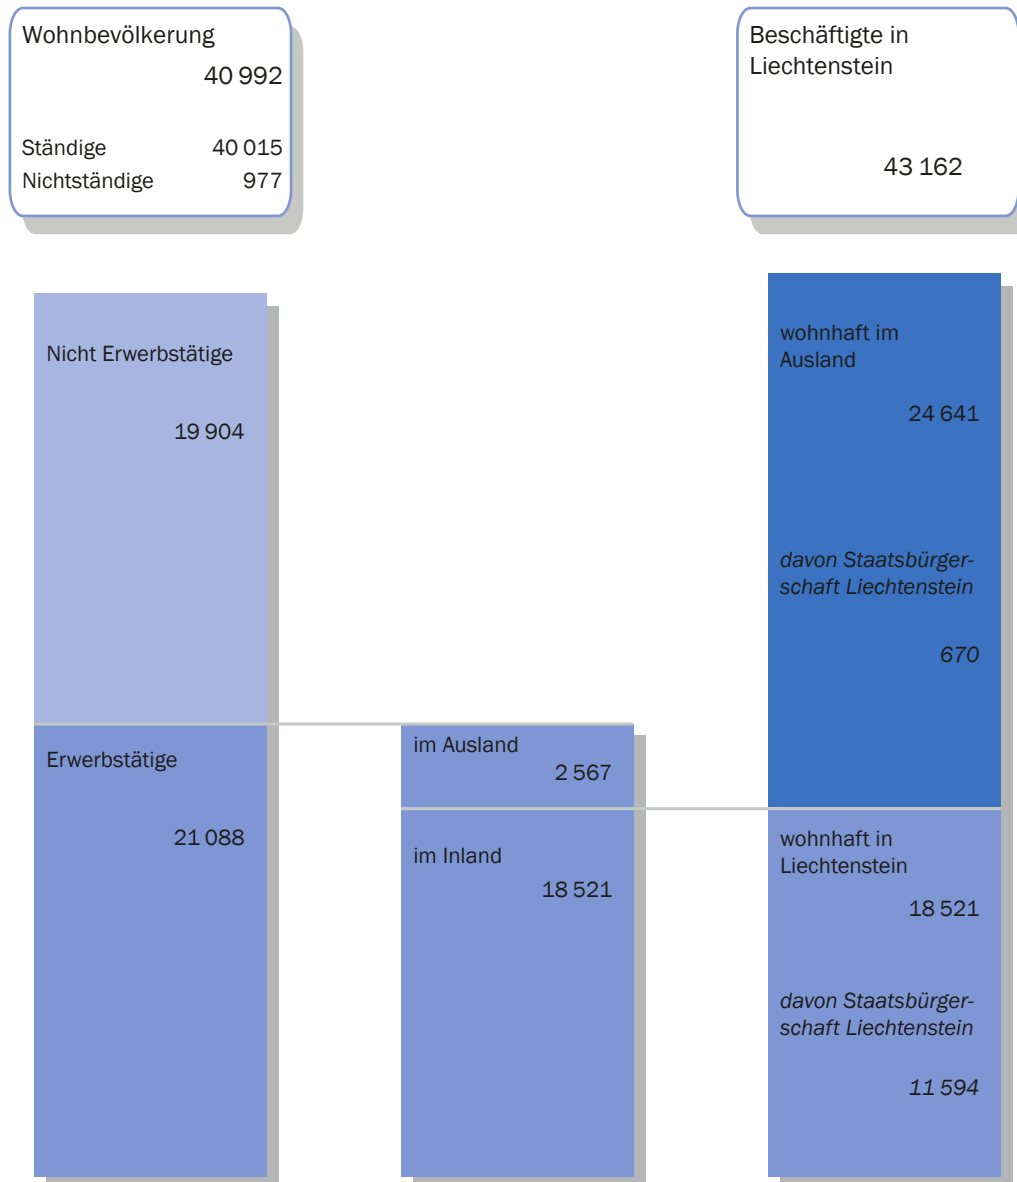 Wohnbevölkerung
40 992
Ständige 40 015
Nichtständige 977
Beschäftigte in
Liechtenstein
43 162
Nicht Erwerbstätige
19 904
Erwerbstätige
21 088
im Ausland
2 567
im Inland
18 521
wohnhaft im
Ausland
24 641
davon Staatsbürger-
schaft Liechtenstein
670
wohnhaft in
Liechtenstein
18 521
davon Staatsbürger-
schaft Liechtenstein
11 594